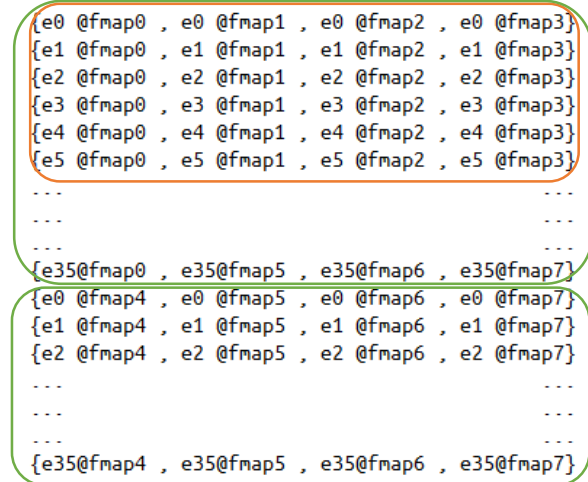 {e0 @fmap0 , e0 @fmap1 , e0 @fmap2 , e0 @fmap3}
{e1 @fmap0 , e1 @fmap1 , e1 @fmap2 , e1 @fmap3}
{e2 @fmap0 , e2 @fmap1 , e2 @fmap2 , e2 @fmap3}
{e3 @fmap0 , e3 @fmap1 , e3 @fmap2 , e3 @fmap3}
{e4 @fmap0 , e4 @fmap1 , e4 @fmap2 , e4 @fmap3}
{e5 @fmap0 , e5 @fmap1 , e5 @fmap2 , e5 @fmap3}
... ...
... ...
... ...
{e35@fmap0 , e35@fmap5 , e35@fmap6 , e35@fmap7}
{e0 @fmap4 , e0 @fmap5 , e0 @fmap6 , e0 @fmap7}
{e1 @fmap4 , e1 @fmap5 , e1 @fmap6 , e1 @fmap7}
{e2 @fmap4 , e2 @fmap5 , e2 @fmap6 , e2 @fmap7}
... ...
... ...
... ...
{e35@fmap4 , e35@fmap5 , e35@fmap6 , e35@fmap7}